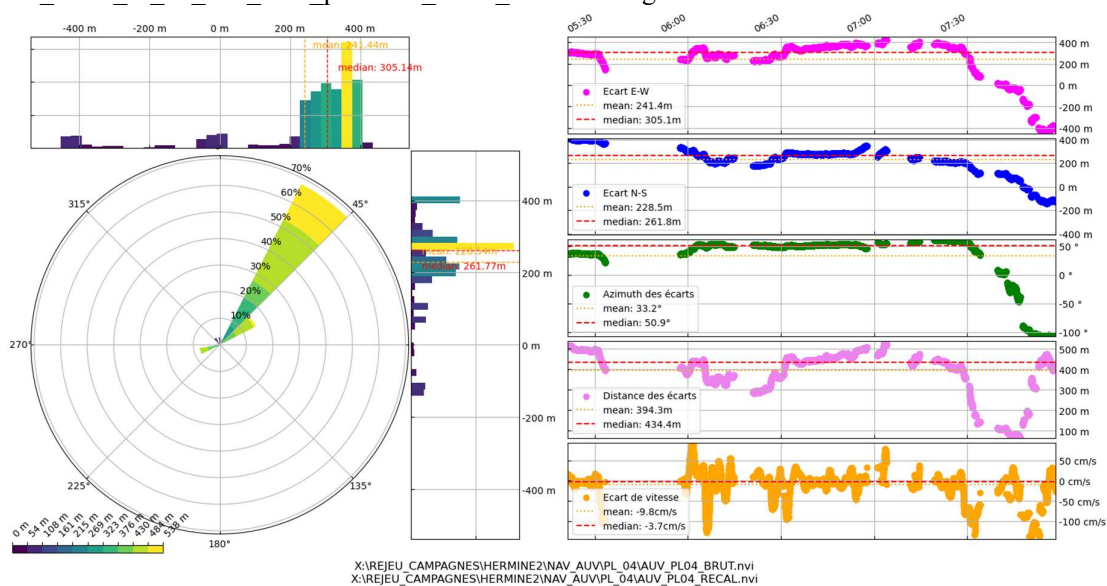 -400 m -200 m 0 m 200 m 400 m
mean: 241.44m
median: 305.14m
70%
60%
50%
40%
30%
20%
10%
315°
45°
270°
225°
135°
180°
400 m
median: 261.77m
200 m
0 m
-200 m
-400 m
0 m 54 m 108 m 161 m 215 m 269 m 323 m 376 m 430 m 484 m 538 m
05:30 06:00 06:30 07:00 07:30
Ecart E-W
mean: 241.4m
median: 305.1m
400 m
200 m
0 m
-200 m
-400 m
Ecart N-S
mean: 228.5m
median: 261.8m
400 m
200 m
0 m
-200 m
-400 m
Azimuth des écarts
mean: 33.2°
median: 50.9°
50 °
0 °
-50 °
-100 °
Distance des écarts
mean: 394.3m
median: 434.4m
500 m
400 m
300 m
200 m
100 m
Ecart de vitesse
mean: -9.8cm/s
median: -3.7cm/s
50 cm/s
0 cm/s
-50 cm/s
-100 cm/s
X:\REJEU_CAMPAGNES\HERMINE2\NAV_AUV\PL_04\AUV_PL04_BRUT.nvi
X:\REJEU_CAMPAGNES\HERMINE2\NAV_AUV\PL_04\AUV_PL04_RECAL.nvi